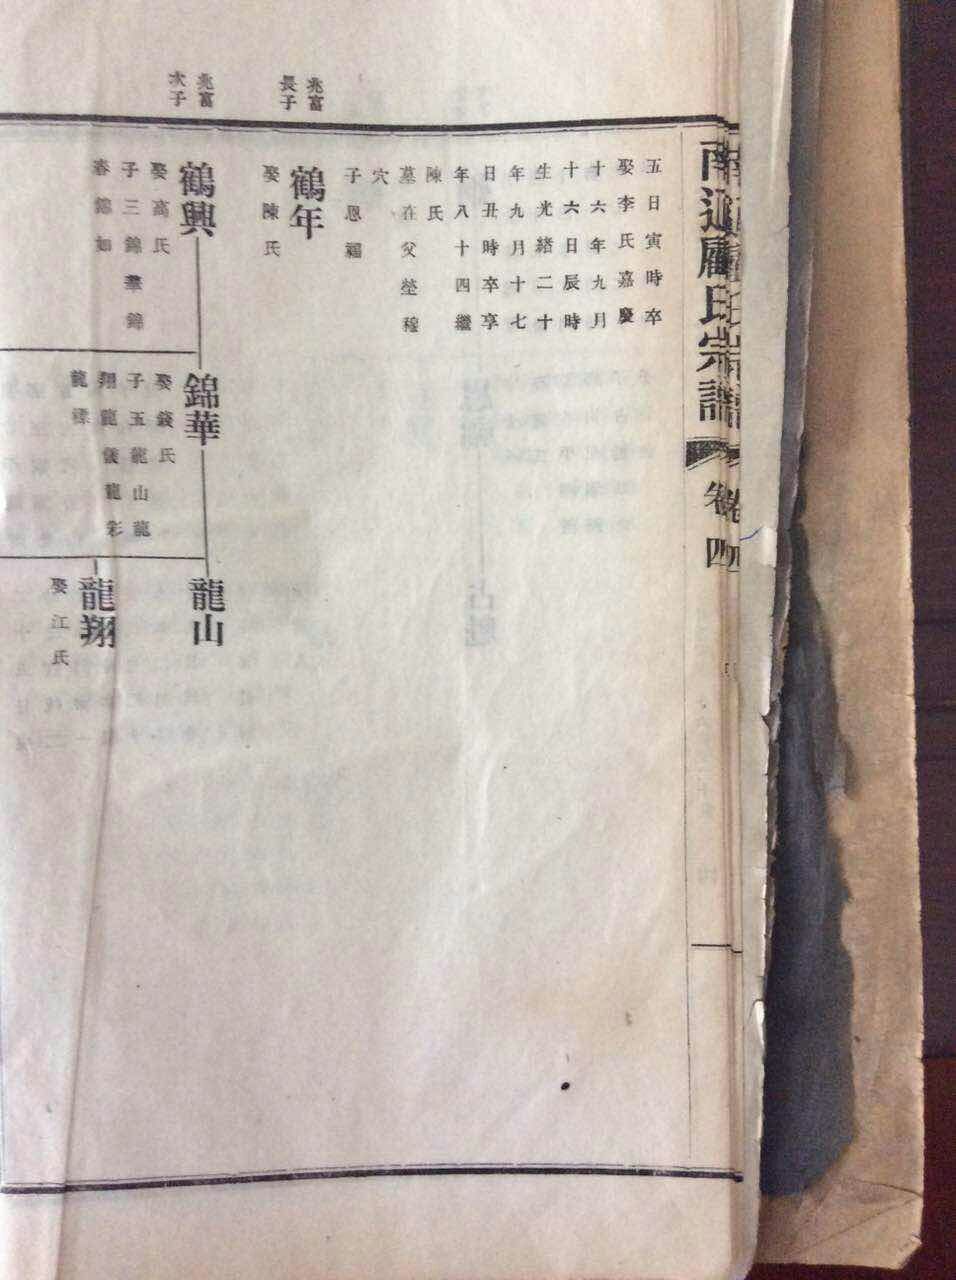 南通顧氏宗譜
卷四
五日寅時卒
娶李氏嘉慶
十六年九月
十六日辰時
生光緒二十
年九月十七
日丑時卒享
年八十四繼
陳氏
墓在父塋穆
穴
子恩福
兆富
長子
鶴年
娶陳氏
兆富
次子
鶴興
娶高氏
子三錦華錦
春錦如
錦華
娶錢氏
子五龍山龍
翔龍儀龍彩
龍
龍山
龍翔
娶江氏